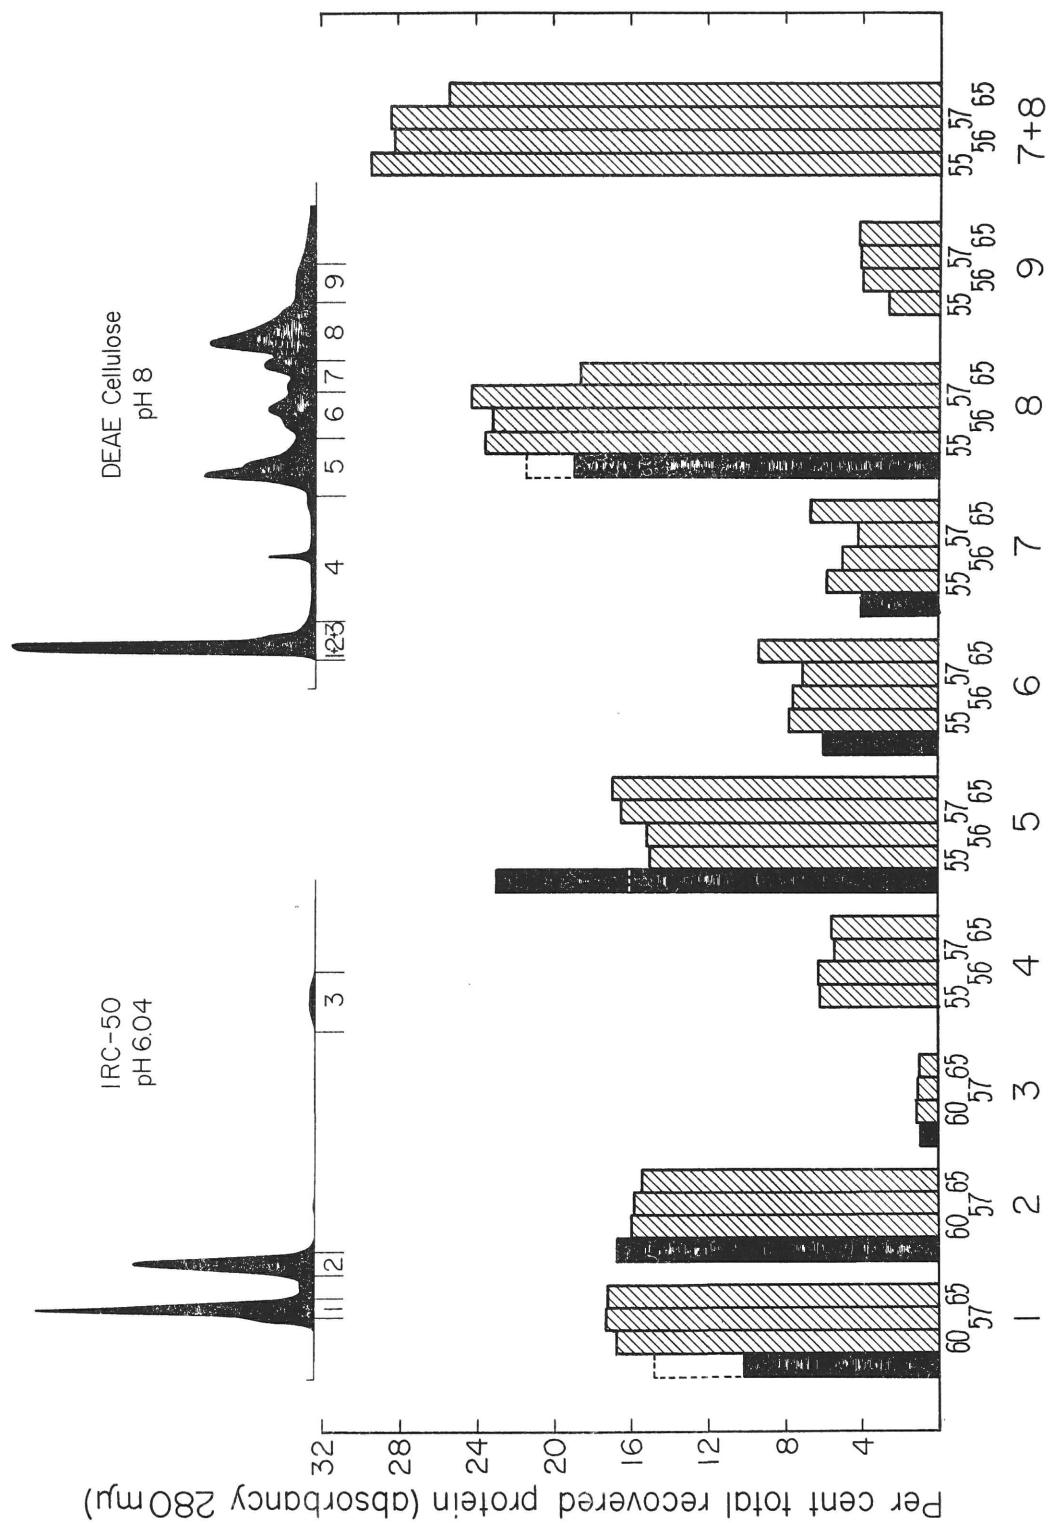 IRC-50
pH 6.04
DEAE Cellulose
pH 8
1 2 3
4 5 6 7 8 9
Per cent total recovered protein (absorbancy 280 mμ)
32
28
24
20
16
12
8
4
60 57 65 60 57 65 60 57 65 55 56 57 65 55 56 57 65 55 56 57 65 55 56 57 65 55 56 57 65 55 56 57 65 55 56 57 65
1 2 3 4 5 6 7 8 9 7+8